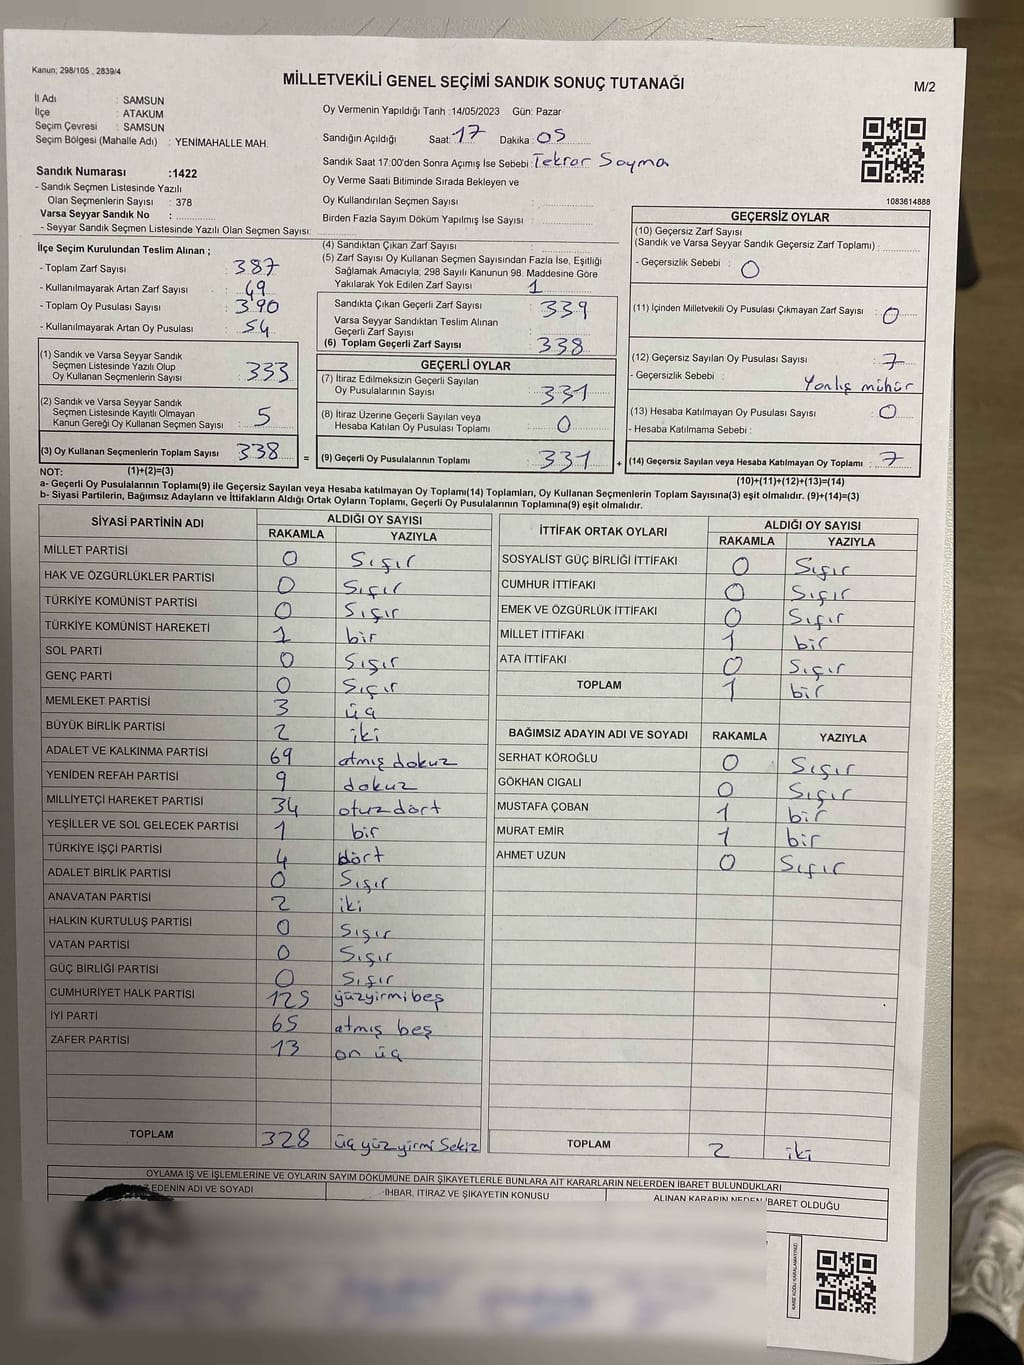 Kanun; 298/105 , 2839/4
MİLLETVEKİLİ GENEL SEÇİMİ SANDIK SONUÇ TUTANAĞI
M/2
İl Adı : SAMSUN
İlçe : ATAKUM
Seçim Çevresi : SAMSUN
Seçim Bölgesi (Mahalle Adı) : YENİMAHALLE MAH.
Oy Vermenin Yapıldığı Tarih :14/05/2023 Gün: Pazar
Sandığın Açıldığı Saat: 17 Dakika : 05
Sandık Saat 17:00'den Sonra Açımış İse Sebebi : Tekrar Sayma
Oy Verme Saati Bitiminde Sırada Bekleyen ve
Oy Kullandırılan Seçmen Sayısı :
Birden Fazla Sayım Döküm Yapılmış İse Sayısı :
1083614888
Sandık Numarası :1422
- Sandık Seçmen Listesinde Yazılı
Olan Seçmenlerin Sayısı : 378
Varsa Seyyar Sandık No :
- Seyyar Sandık Seçmen Listesinde Yazılı Olan Seçmen Sayısı:
İlçe Seçim Kurulundan Teslim Alınan ;
- Toplam Zarf Sayısı : 387
- Kullanılmayarak Artan Zarf Sayısı : 49
- Toplam Oy Pusulası Sayısı : 390
- Kullanılmayarak Artan Oy Pusulası : 54
(1) Sandık ve Varsa Seyyar Sandık
Seçmen Listesinde Yazılı Olup
Oy Kullanan Seçmenlerin Sayısı : 333
(2) Sandık ve Varsa Seyyar Sandık
Seçmen Listesinde Kayıtlı Olmayan
Kanun Gereği Oy Kullanan Seçmen Sayısı : 5
(3) Oy Kullanan Seçmenlerin Toplam Sayısı 338
(1)+(2)=(3)
(4) Sandıktan Çıkan Zarf Sayısı :
(5) Zarf Sayısı Oy Kullanan Seçmen Sayısından Fazla İse, Eşitliği
Sağlamak Amacıyla; 298 Sayılı Kanunun 98. Maddesine Göre
Yakılarak Yok Edilen Zarf Sayısı : 1
Sandıkta Çıkan Geçerli Zarf Sayısı : 339
Varsa Seyyar Sandıktan Teslim Alınan
Geçerli Zarf Sayısı :
(6) Toplam Geçerli Zarf Sayısı : 338
GEÇERLİ OYLAR
(7) İtiraz Edilmeksizin Geçerli Sayılan
Oy Pusulalarının Sayısı : 331
(8) İtiraz Üzerine Geçerli Sayılan veya
Hesaba Katılan Oy Pusulası Toplamı : 0
= (9) Geçerli Oy Pusulalarının Toplamı : 331 +
GEÇERSİZ OYLAR
(10) Geçersiz Zarf Sayısı
(Sandık ve Varsa Seyyar Sandık Geçersiz Zarf Toplamı) :
- Geçersizlik Sebebi : 0
(11) İçinden Milletvekili Oy Pusulası Çıkmayan Zarf Sayısı : 0
(12) Geçersiz Sayılan Oy Pusulası Sayısı : 7
- Geçersizlik Sebebi : Yanlış mühür
(13) Hesaba Katılmayan Oy Pusulası Sayısı : 0
- Hesaba Katılmama Sebebi :
(14) Geçersiz Sayılan veya Hesaba Katılmayan Oy Toplamı : 7
(10)+(11)+(12)+(13)=(14)
NOT:
a- Geçerli Oy Pusulalarının Toplamı(9) ile Geçersiz Sayılan veya Hesaba katılmayan Oy Toplamı(14) Toplamları, Oy Kullanan Seçmenlerin Toplam Sayısına(3) eşit olmalıdır. (9)+(14)=(3)
b- Siyasi Partilerin, Bağımsız Adayların ve İttifakların Aldığı Ortak Oyların Toplamı, Geçerli Oy Pusulalarının Toplamına(9) eşit olmalıdır.
SİYASİ PARTİNİN ADI ALDIĞI OY SAYISI
RAKAMLA YAZIYLA
MİLLET PARTİSİ 0 Sıfır
HAK VE ÖZGÜRLÜKLER PARTİSİ 0 Sıfır
TÜRKİYE KOMÜNİST PARTİSİ 0 Sıfır
TÜRKİYE KOMÜNİST HAREKETİ 1 bir
SOL PARTİ 0 Sıfır
GENÇ PARTİ 0 Sıfır
MEMLEKET PARTİSİ 3 üç
BÜYÜK BİRLİK PARTİSİ 2 iki
ADALET VE KALKINMA PARTİSİ 69 atmış dokuz
YENİDEN REFAH PARTİSİ 9 dokuz
MİLLİYETÇİ HAREKET PARTİSİ 34 otuz dört
YEŞİLLER VE SOL GELECEK PARTİSİ 1 bir
TÜRKİYE İŞÇİ PARTİSİ 4 dört
ADALET BİRLİK PARTİSİ 0 Sıfır
ANAVATAN PARTİSİ 2 iki
HALKIN KURTULUŞ PARTİSİ 0 Sıfır
VATAN PARTİSİ 0 Sıfır
GÜÇ BİRLİĞİ PARTİSİ 0 Sıfır
CUMHURİYET HALK PARTİSİ 125 yüzyirmi beş
İYİ PARTİ 65 atmış beş
ZAFER PARTİSİ 13 on üç
TOPLAM 328 üç yüz yirmi Sekiz
İTTİFAK ORTAK OYLARI ALDIĞI OY SAYISI
RAKAMLA YAZIYLA
SOSYALİST GÜÇ BİRLİĞİ İTTİFAKI 0 Sıfır
CUMHUR İTTİFAKI 0 Sıfır
EMEK VE ÖZGÜRLÜK İTTİFAKI 0 Sıfır
MİLLET İTTİFAKI 1 bir
ATA İTTİFAKI 0 Sıfır
TOPLAM 1 bir
BAĞIMSIZ ADAYIN ADI VE SOYADI RAKAMLA YAZIYLA
SERHAT KÖROĞLU 0 Sıfır
GÖKHAN CIGALI 0 Sıfır
MUSTAFA ÇOBAN 1 bir
MURAT EMİR 1 bir
AHMET UZUN 0 Sıfır
TOPLAM 2 iki
OYLAMA İŞ VE İŞLEMLERİNE VE OYLARIN SAYIM DÖKÜMÜNE DAİR ŞİKAYETLERLE BUNLARA AİT KARARLARIN NELERDEN İBARET BULUNDUKLARI
EDENİN ADI VE SOYADI İHBAR, İTİRAZ VE ŞİKAYETİN KONUSU ALINAN KARARIN NEDEN İBARET OLDUĞU